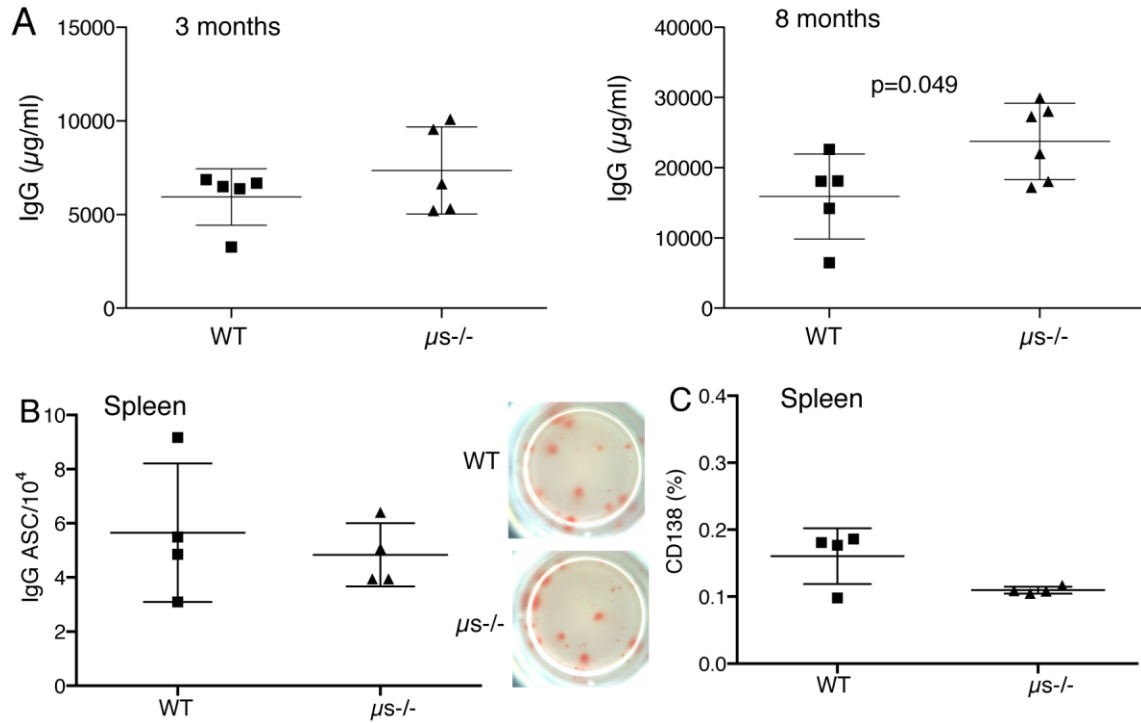 A
3 months
15000
10000
5000
0
IgG (µg/ml)
WT
µs-/-
8 months
p=0.049
40000
30000
20000
10000
0
IgG (µg/ml)
WT
µs-/-
B
Spleen
10
8
6
4
2
0
IgG ASC/10⁴
WT
µs-/-
WT
µs-/-
C
Spleen
0.4
0.3
0.2
0.1
0.0
CD138 (%)
WT
µs-/-